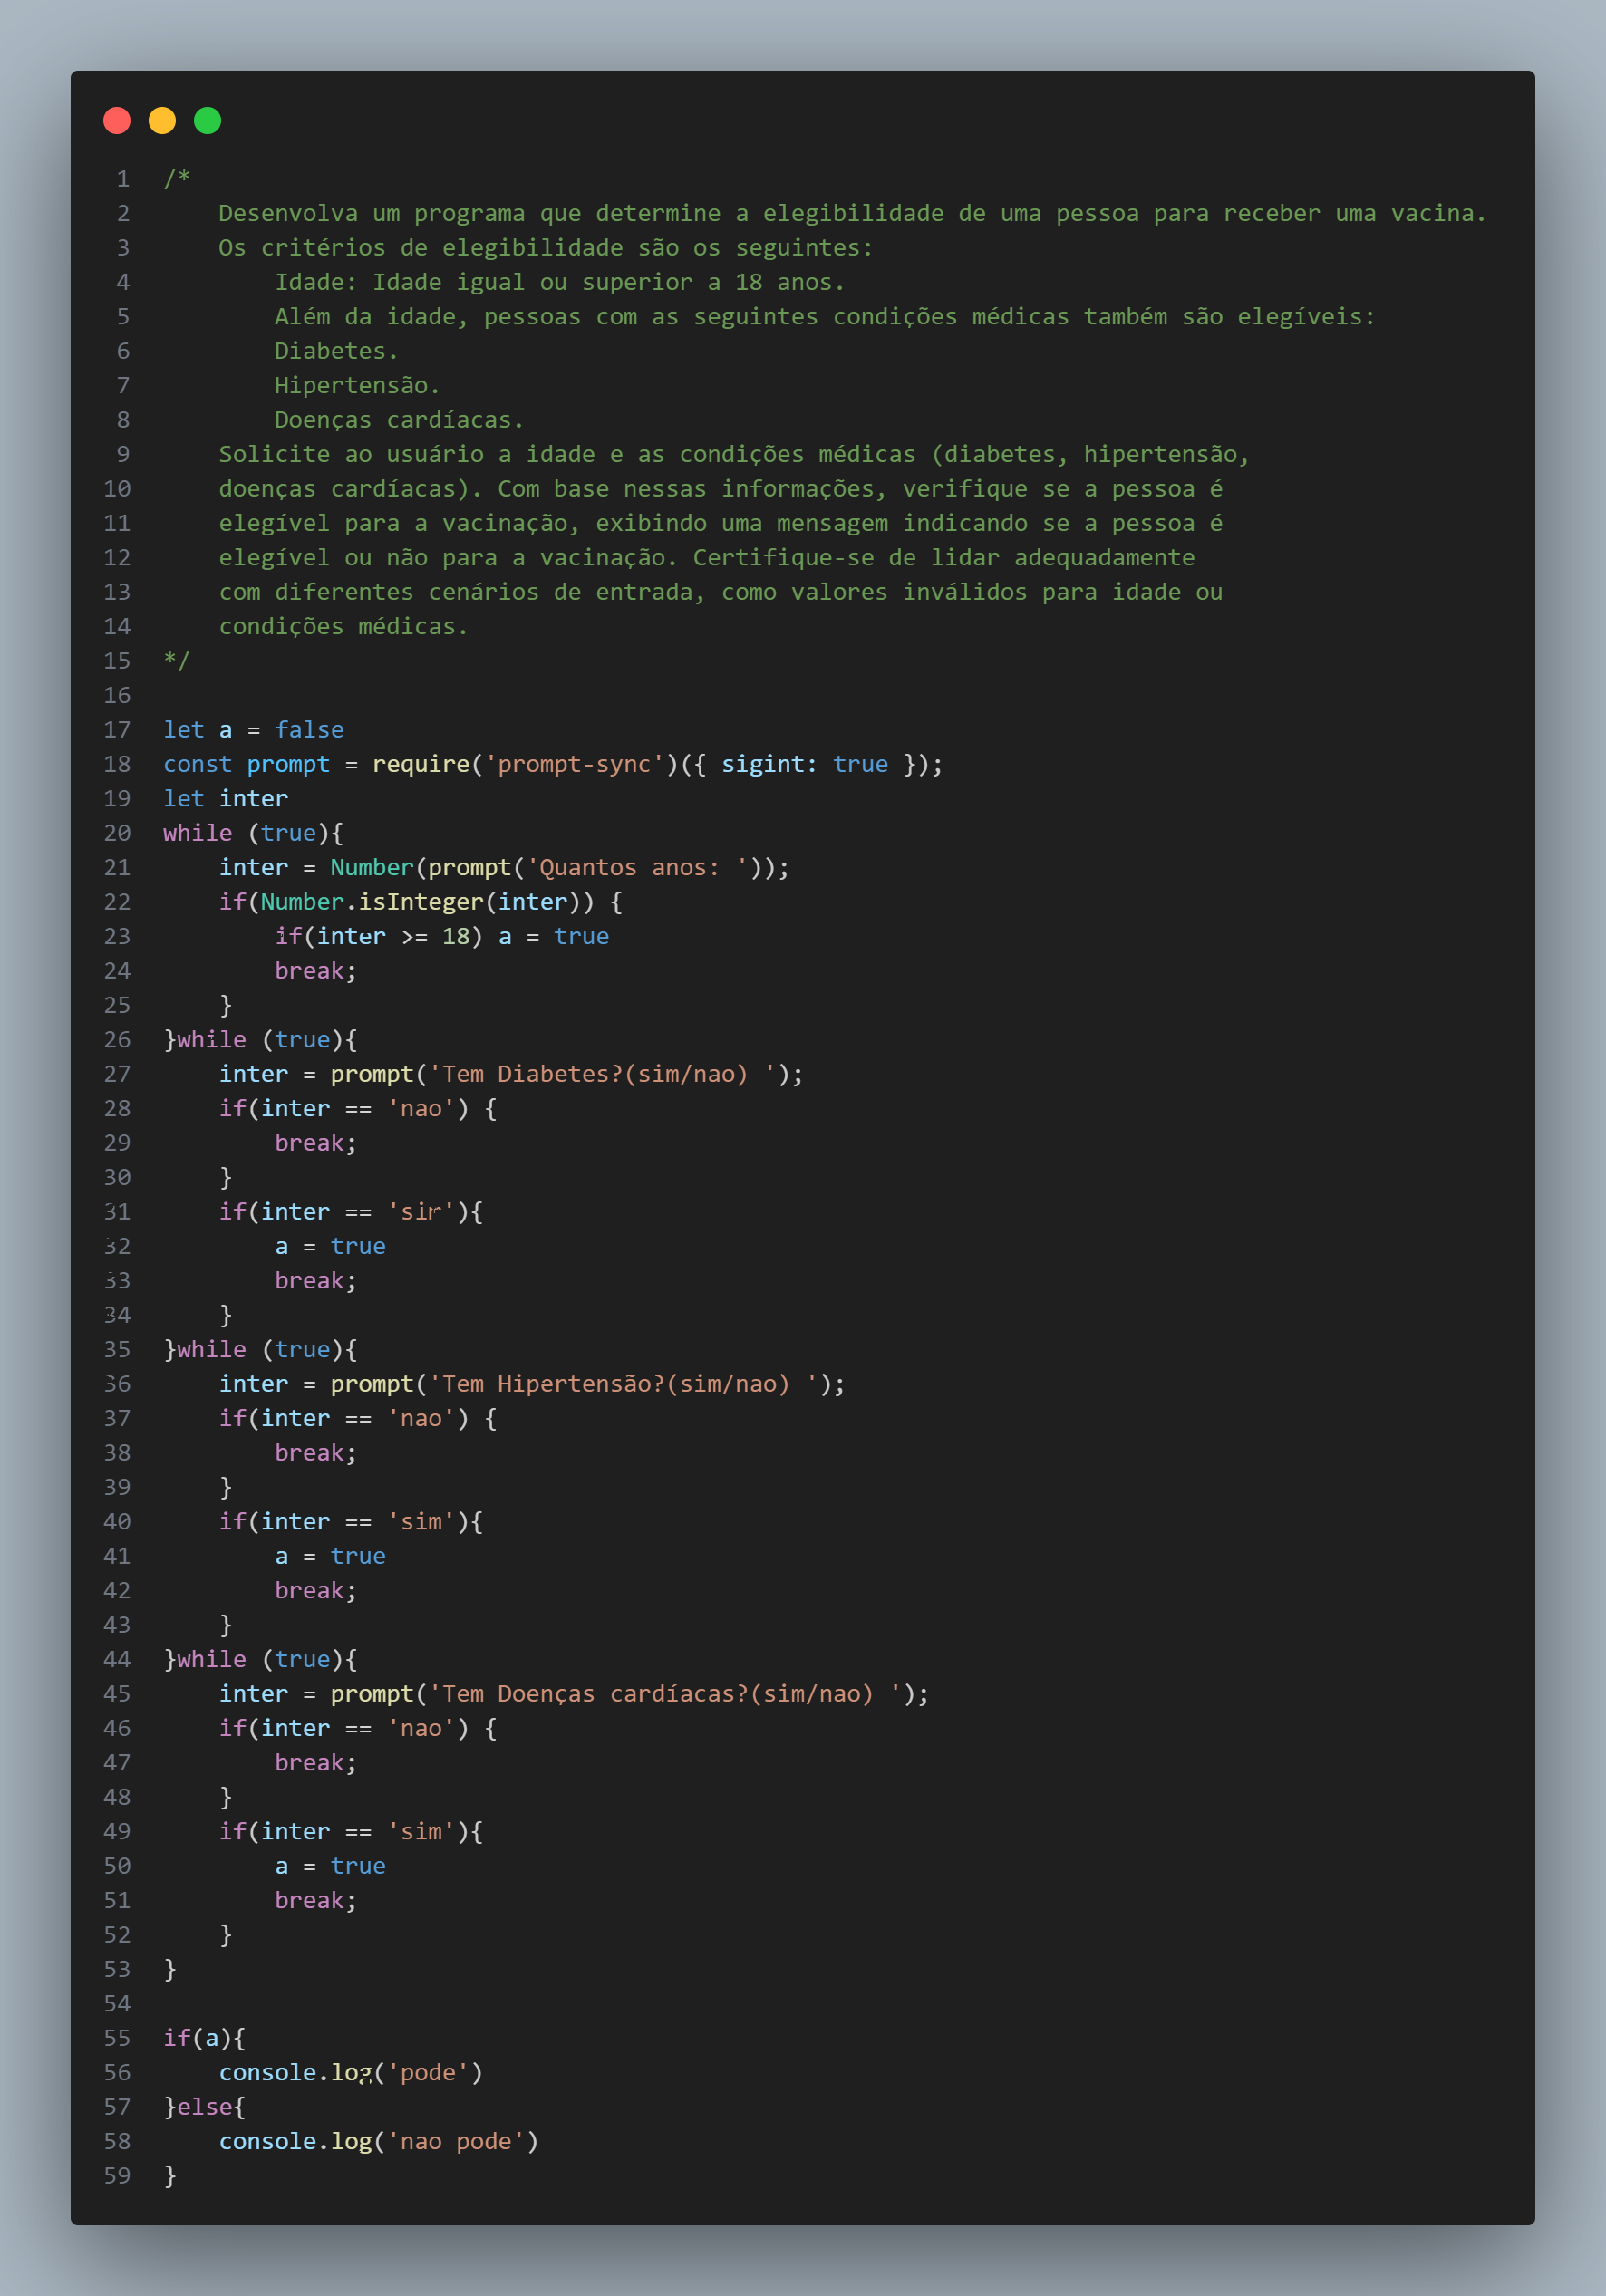 1 /*
2     Desenvolva um programa que determine a elegibilidade de uma pessoa para receber uma vacina.
3     Os critérios de elegibilidade são os seguintes:
4         Idade: Idade igual ou superior a 18 anos.
5         Além da idade, pessoas com as seguintes condições médicas também são elegíveis:
6         Diabetes.
7         Hipertensão.
8         Doenças cardíacas.
9     Solicite ao usuário a idade e as condições médicas (diabetes, hipertensão,
10     doenças cardíacas). Com base nessas informações, verifique se a pessoa é
11     elegível para a vacinação, exibindo uma mensagem indicando se a pessoa é
12     elegível ou não para a vacinação. Certifique-se de lidar adequadamente
13     com diferentes cenários de entrada, como valores inválidos para idade ou
14     condições médicas.
15 */
16
17 let a = false
18 const prompt = require('prompt-sync')({ sigint: true });
19 let inter
20 while (true){
21     inter = Number(prompt('Quantos anos: '));
22     if(Number.isInteger(inter)) {
23         if(inter >= 18) a = true
24         break;
25     }
26 }while (true){
27     inter = prompt('Tem Diabetes?(sim/nao) ');
28     if(inter == 'nao') {
29         break;
30     }
31     if(inter == 'sim'){
32         a = true
33         break;
34     }
35 }while (true){
36     inter = prompt('Tem Hipertensão?(sim/nao) ');
37     if(inter == 'nao') {
38         break;
39     }
40     if(inter == 'sim'){
41         a = true
42         break;
43     }
44 }while (true){
45     inter = prompt('Tem Doenças cardíacas?(sim/nao) ');
46     if(inter == 'nao') {
47         break;
48     }
49     if(inter == 'sim'){
50         a = true
51         break;
52     }
53 }
54
55 if(a){
56     console.log('pode')
57 }else{
58     console.log('nao pode')
59 }